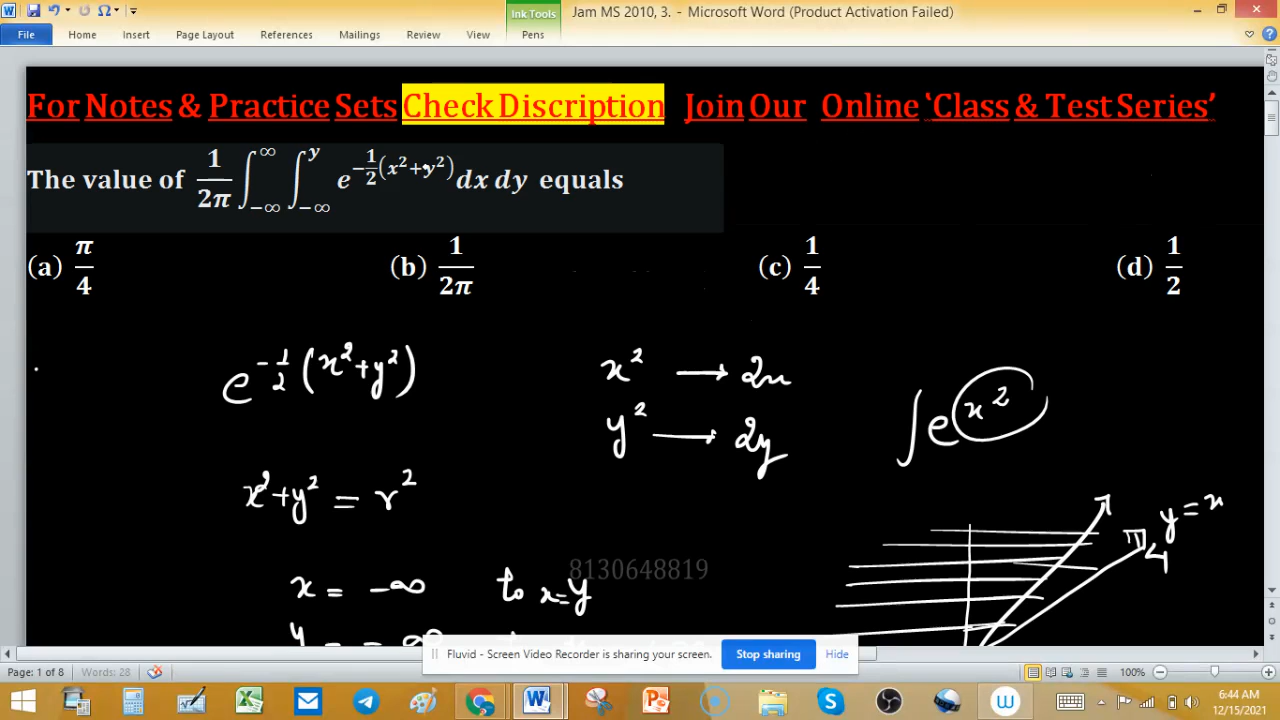 Ink Tools
Jam MS 2010, 3. - Microsoft Word (Product Activation Failed)
File Home Insert Page Layout References Mailings Review View Pens
For Notes & Practice Sets Check Discription Join Our Online 'Class & Test Series'
The value of 1/2π ∫_{-∞}^{∞} ∫_{-∞}^{y} e^{-1/2(x²+y²)} dx dy equals
(a) π/4 (b) 1/2π (c) 1/4 (d) 1/2
e^{-1/2(x²+y²)} x² → 2x ∫e^{x²}
y² → 2y
x²+y² = r² y = x
π/4
8130648819
x = -∞ to x=y
y = -∞
Fluvid - Screen Video Recorder is sharing your screen. Stop sharing Hide
Page: 1 of 8 Words: 28 100%
6:44 AM
12/15/2021